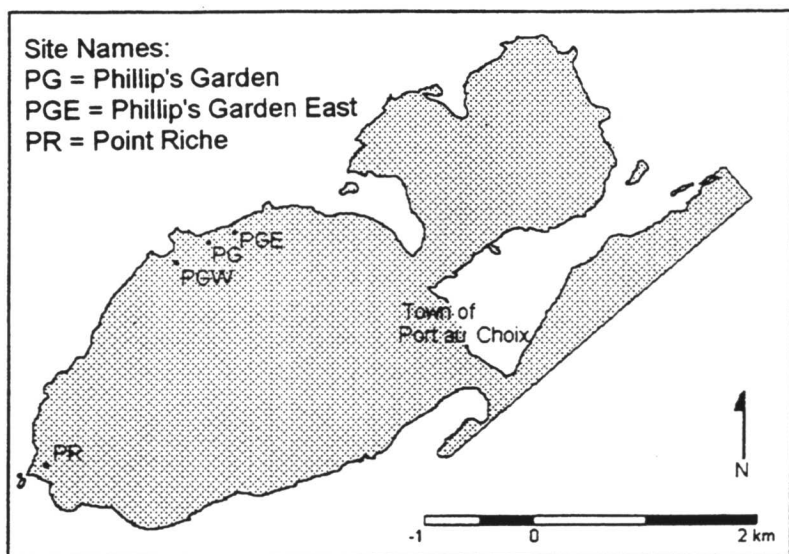 Site Names:
PG = Phillip's Garden
PGE = Phillip's Garden East
PR = Point Riche
PGE
PG
PGW
Town of
Port au Choix
PR
N
-1 0 2 km